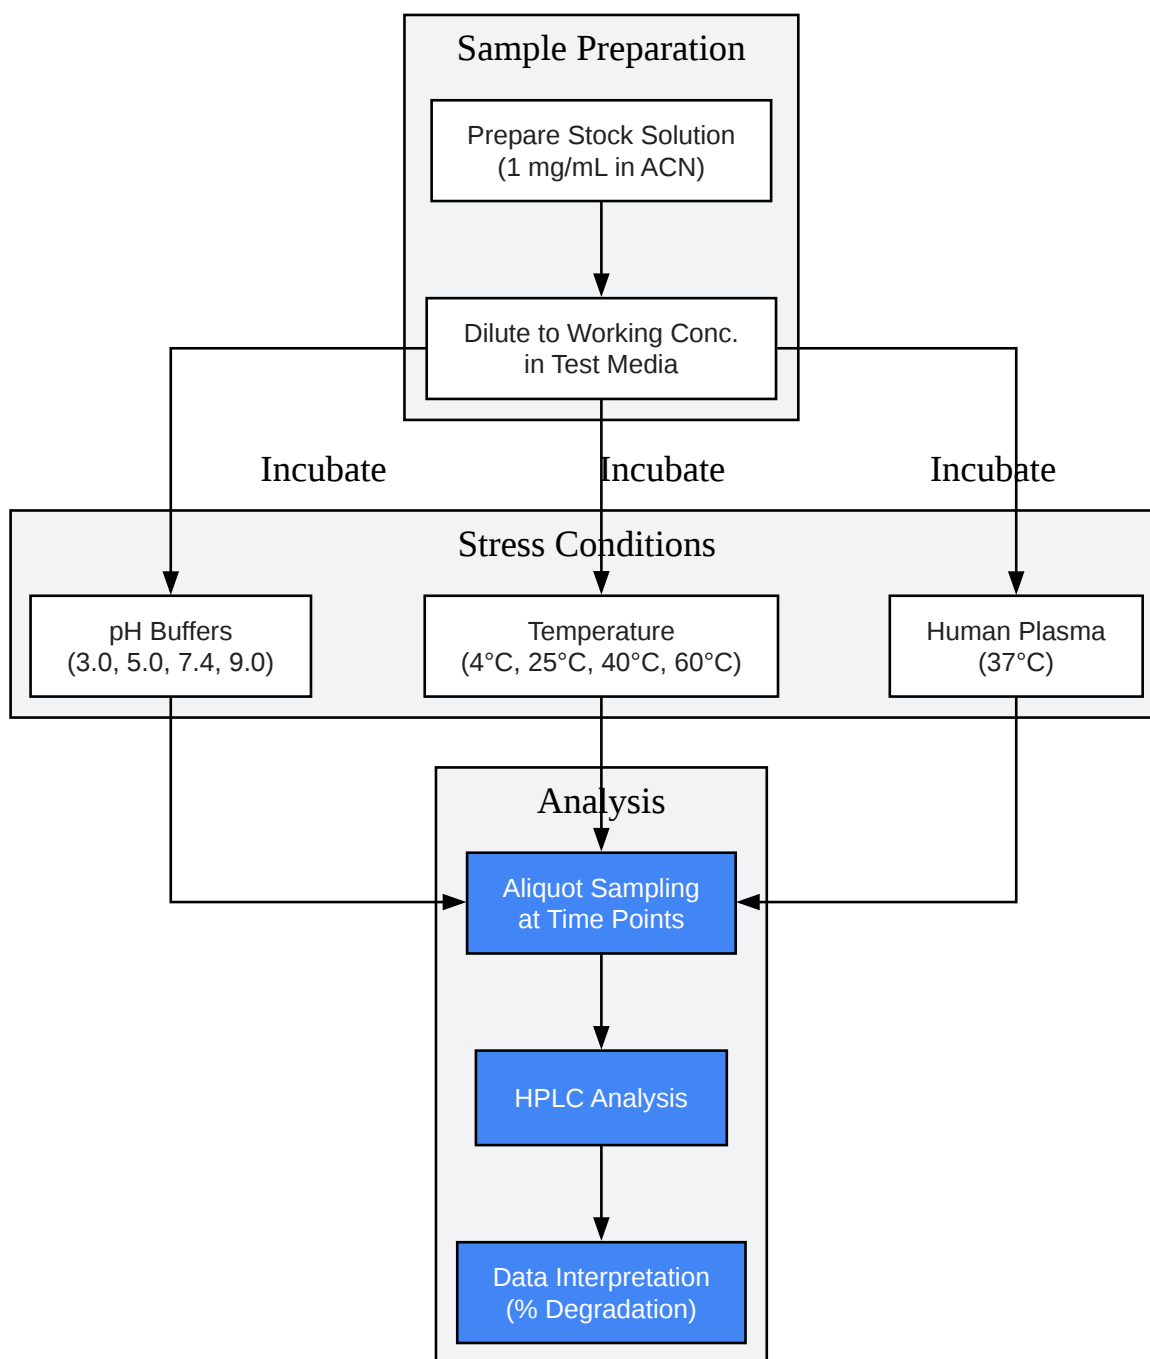 Sample Preparation
Prepare Stock Solution
(1 mg/mL in ACN)
Dilute to Working Conc.
in Test Media
Incubate
Incubate
Incubate
Stress Conditions
pH Buffers
(3.0, 5.0, 7.4, 9.0)
Temperature
(4°C, 25°C, 40°C, 60°C)
Human Plasma
(37°C)
Analysis
Aliquot Sampling
at Time Points
HPLC Analysis
Data Interpretation
(% Degradation)